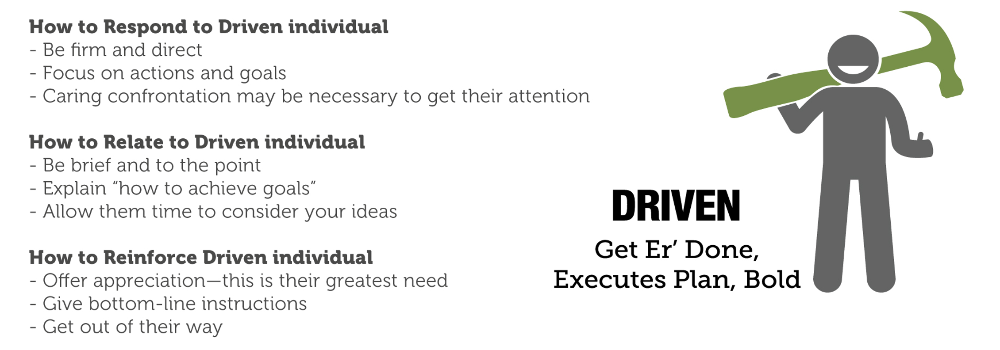 How to Respond to Driven individual
- Be firm and direct
- Focus on actions and goals
- Caring confrontation may be necessary to get their attention
How to Relate to Driven individual
- Be brief and to the point
- Explain “how to achieve goals”
- Allow them time to consider your ideas
How to Reinforce Driven individual
- Offer appreciation—this is their greatest need
- Give bottom-line instructions
- Get out of their way
DRIVEN
Get Er’ Done,
Executes Plan, Bold